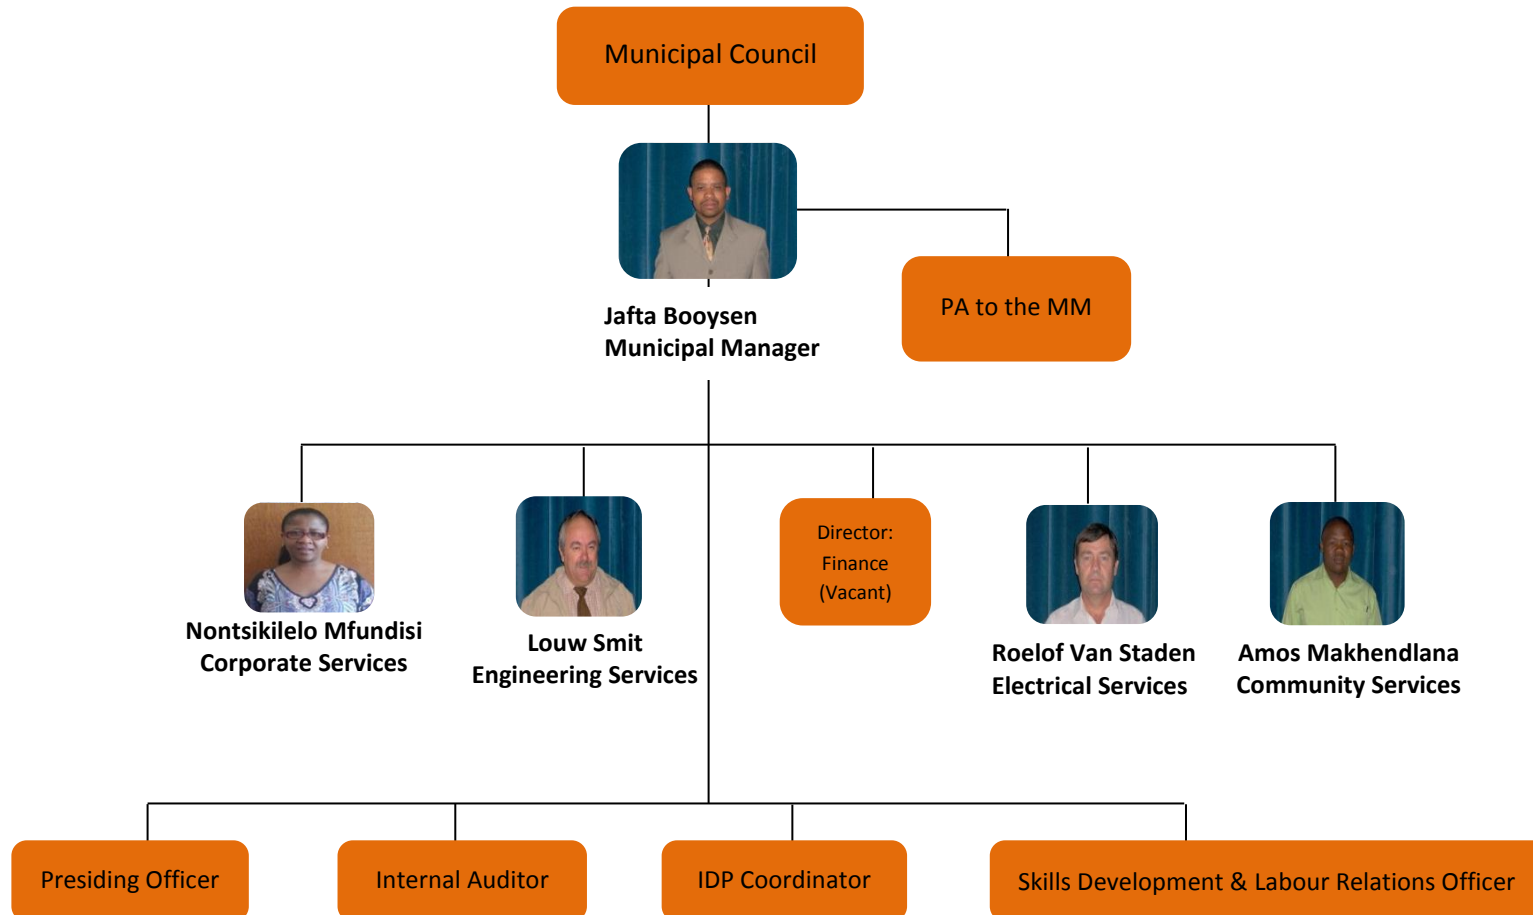 Municipal Council
Jafta Booysen
Municipal Manager
PA to the MM
Nontsikilelo Mfundisi
Corporate Services
Louw Smit
Engineering Services
Director:
Finance
(Vacant)
Roelof Van Staden
Electrical Services
Amos Makhendlana
Community Services
Presiding Officer
Internal Auditor
IDP Coordinator
Skills Development & Labour Relations Officer